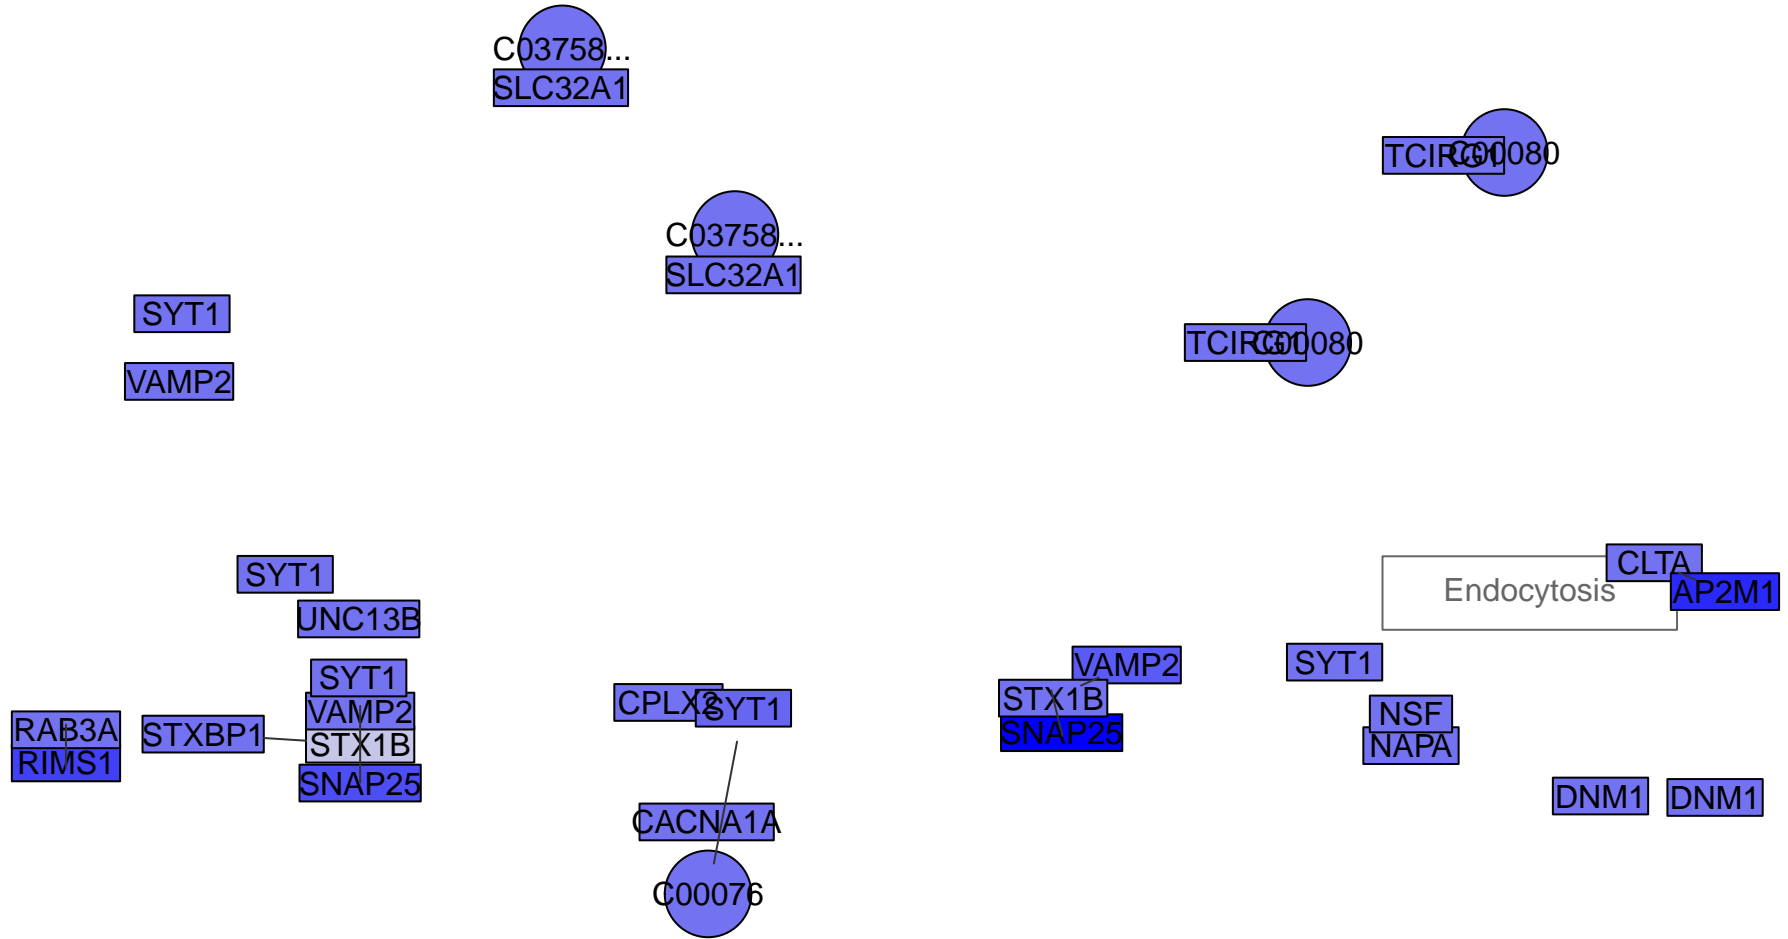 C03758...
SLC32A1
TCIRG1
C00080
C03758...
SLC32A1
SYT1
TCIRG1
C00080
VAMP2
SYT1
CLTA
Endocytosis
AP2M1
UNC13B
SYT1
VAMP2
SYT1
CPLX2
SYT1
STX1B
NSF
VAMP2
RAB3A
STXBP1
STX1B
SNAP25
NAPA
RIMS1
SNAP25
DNM1
DNM1
CACNA1A
C00076